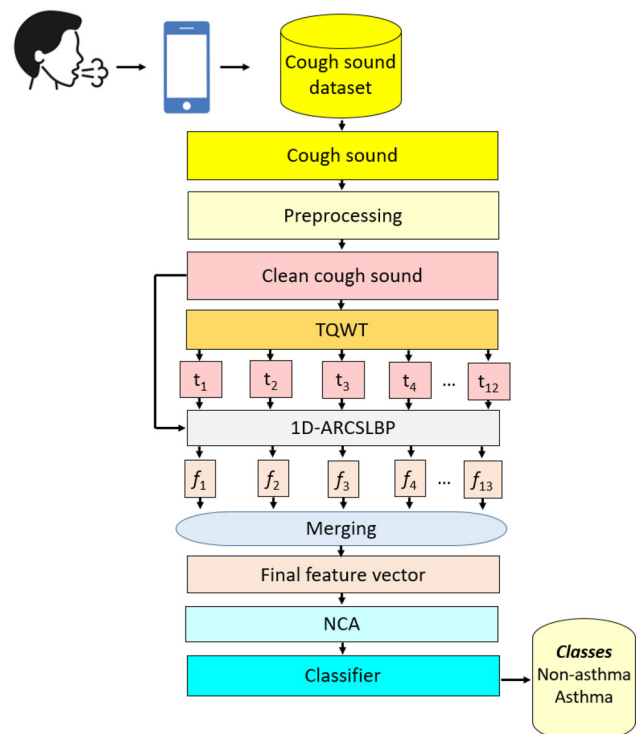 Cough sound
dataset
Cough sound
Preprocessing
Clean cough sound
TQWT
t₁ t₂ t₃ t₄ ... t₁₂
1D-ARCSLBP
f₁ f₂ f₃ f₄ ... f₁₃
Merging
Final feature vector
NCA
Classifier
Classes
Non-asthma
Asthma